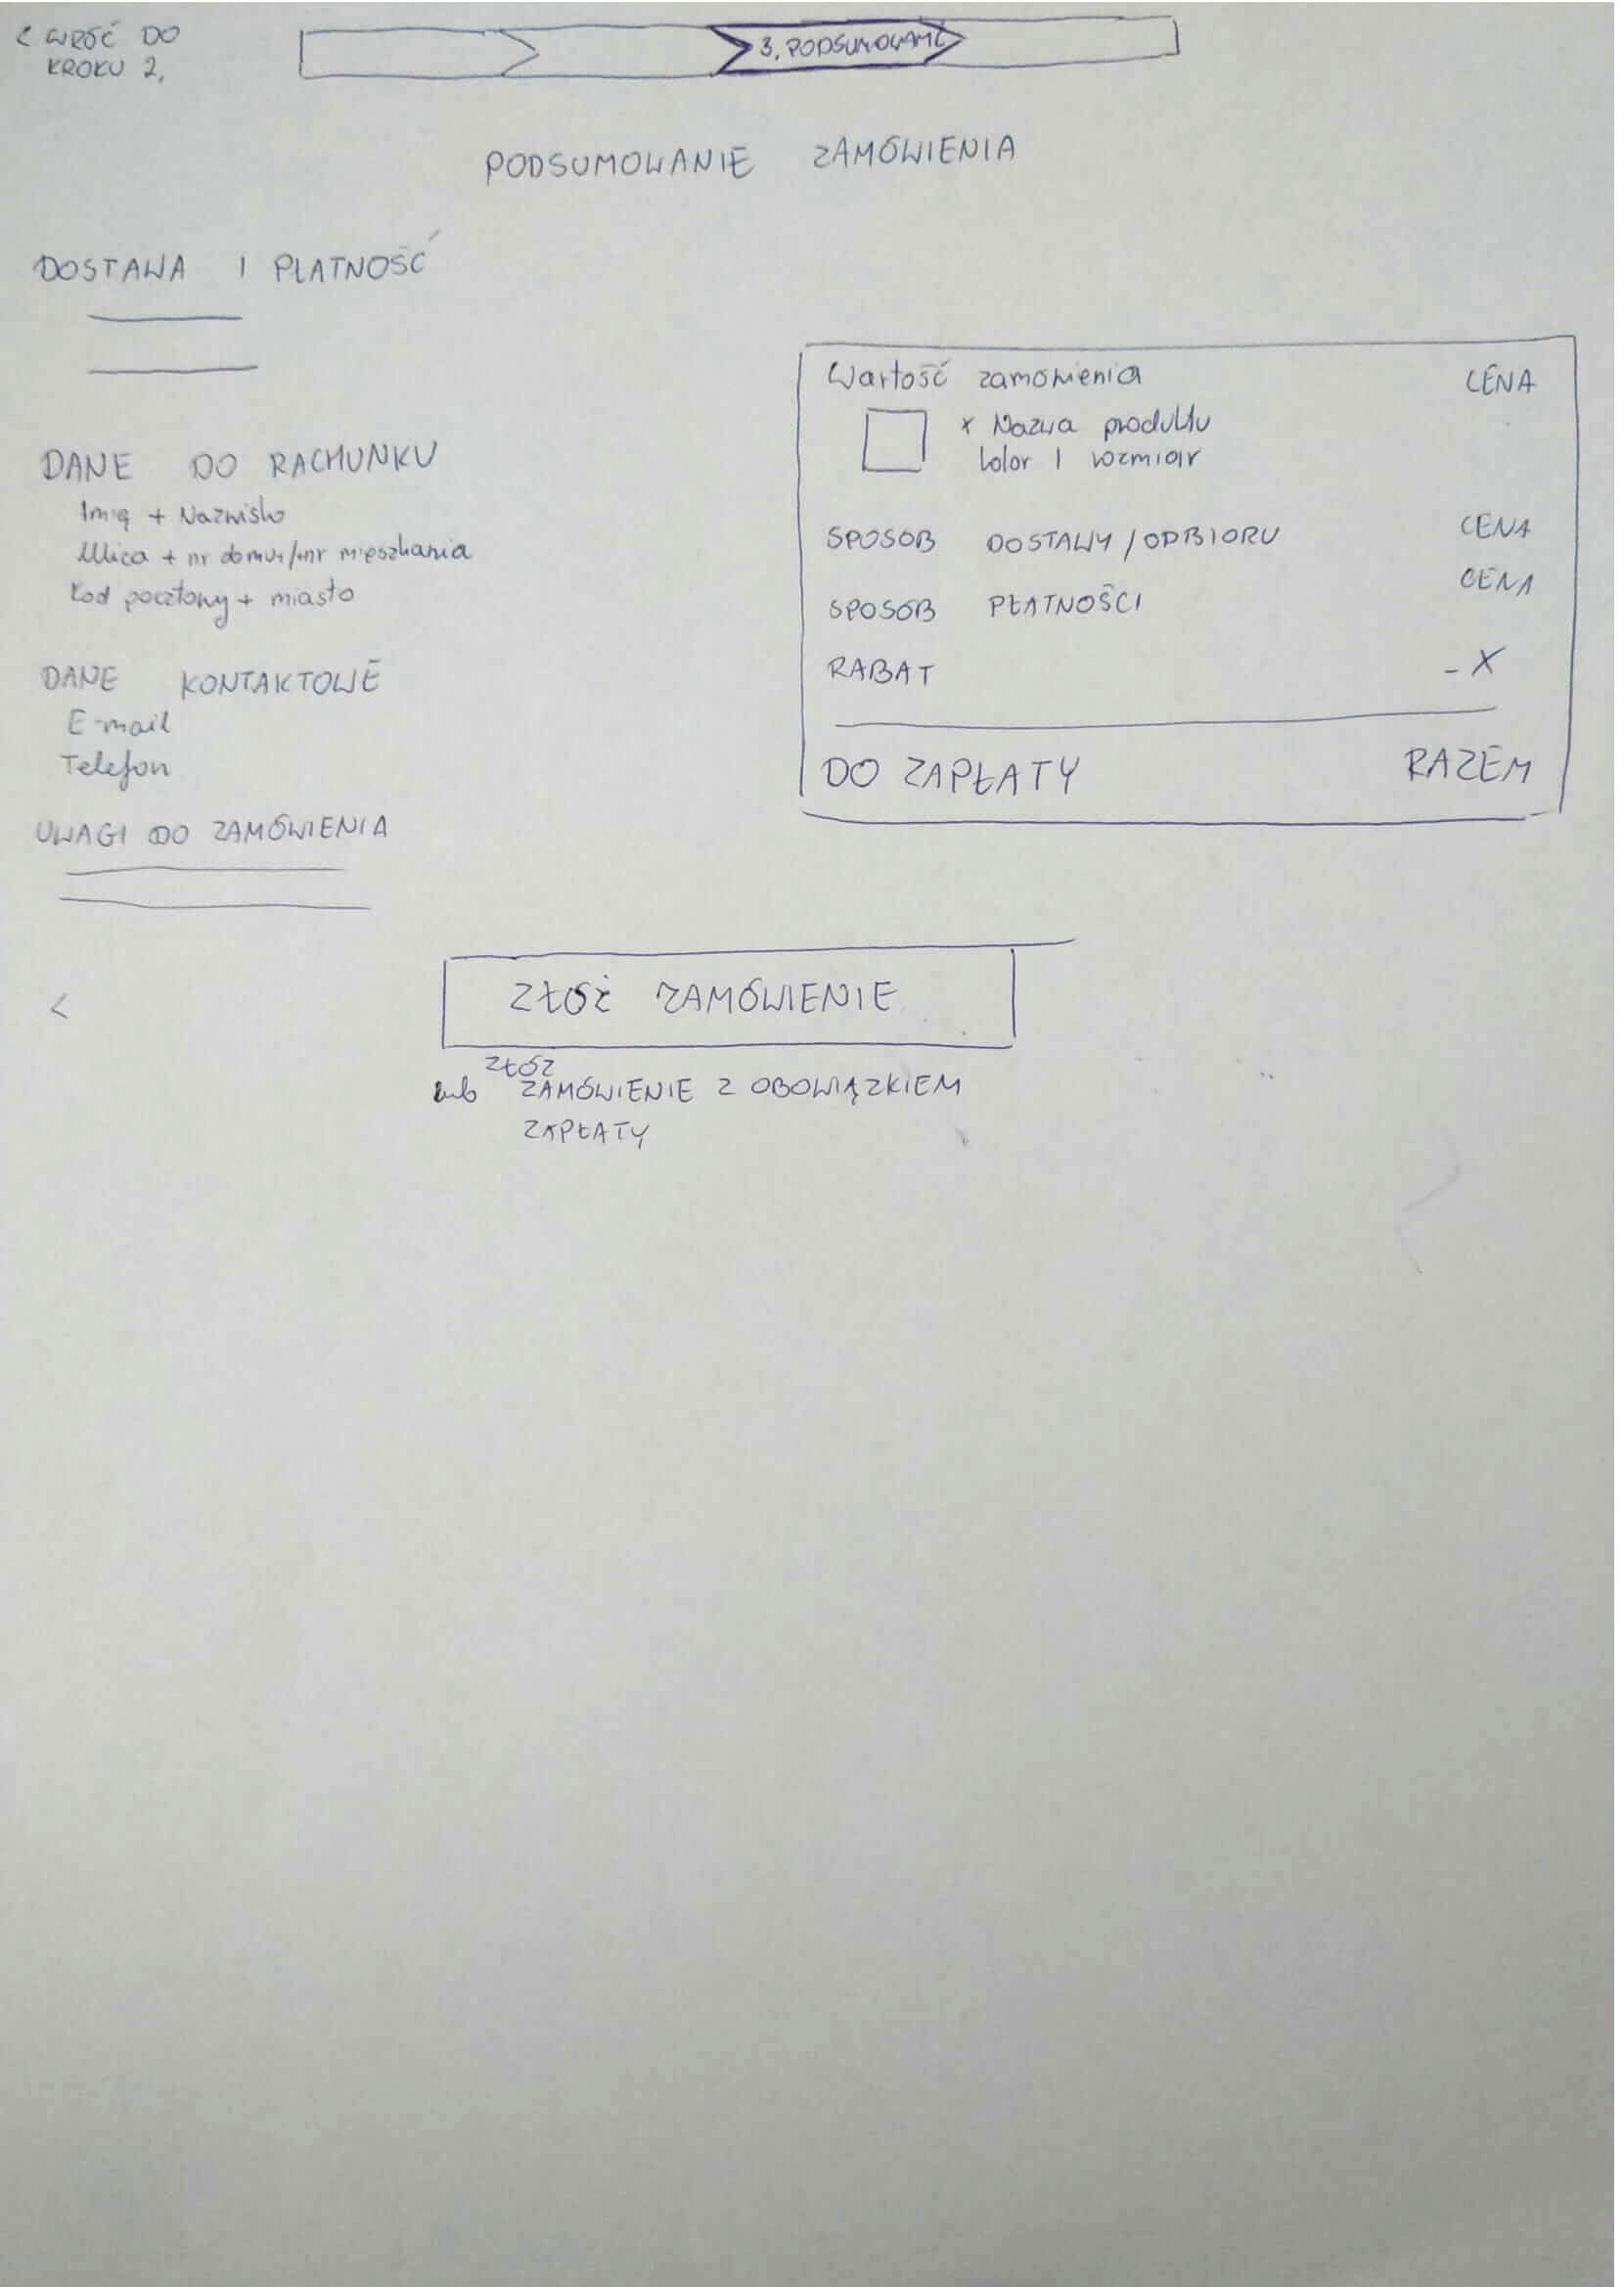 < WRÓĆ DO
KROKU 2,
3. PODSUMOWANIE
PODSUMOWANIE ZAMÓWIENIA
DOSTAWA I PŁATNOŚĆ
DANE DO RACHUNKU
Imię + Nazwisko
Ulica + nr domu/nr mieszkania
Kod pocztowy + miasto
DANE KONTAKTOWE
E-mail
Telefon
UWAGI DO ZAMÓWIENIA
Wartość zamówienia CENA
x Nazwa produktu
kolor i rozmiar
SPOSÓB DOSTAWY/ODBIORU CENA
SPOSÓB PŁATNOŚCI CENA
RABAT - X
DO ZAPŁATY RAZEM
<
ZŁÓŻ ZAMÓWIENIE
ZŁÓŻ
lub ZAMÓWIENIE Z OBOWIĄZKIEM
ZAPŁATY